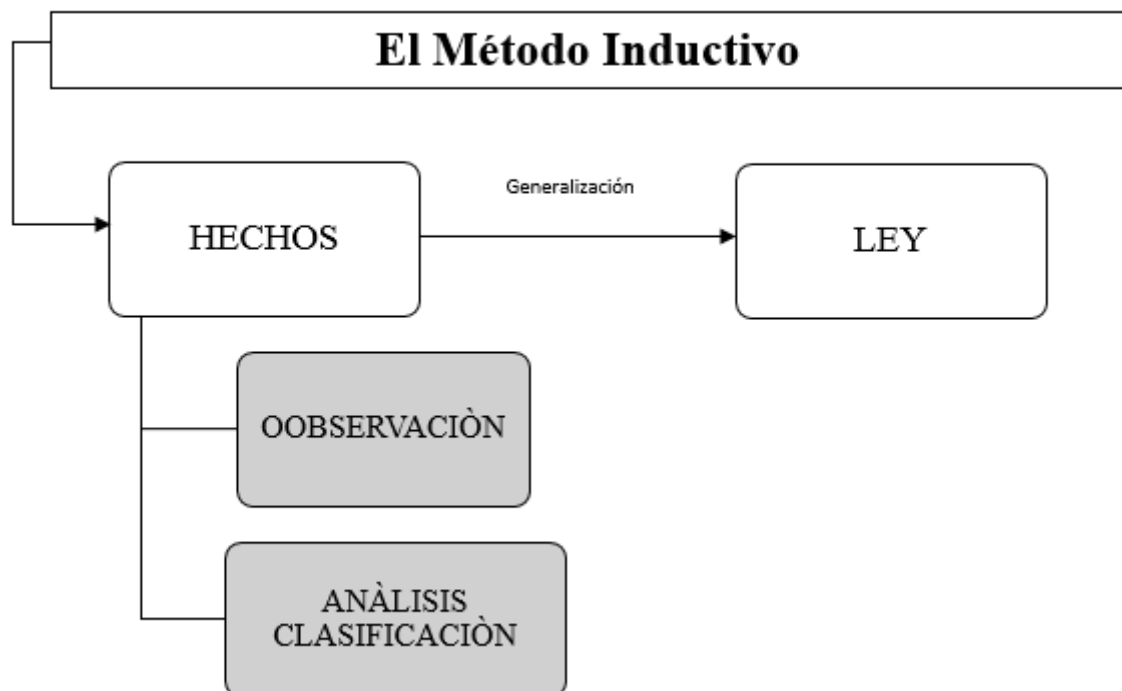 El Método Inductivo
Generalización
HECHOS
LEY
OOBSERVACIÒN
ANÀLISIS
CLASIFICACIÒN